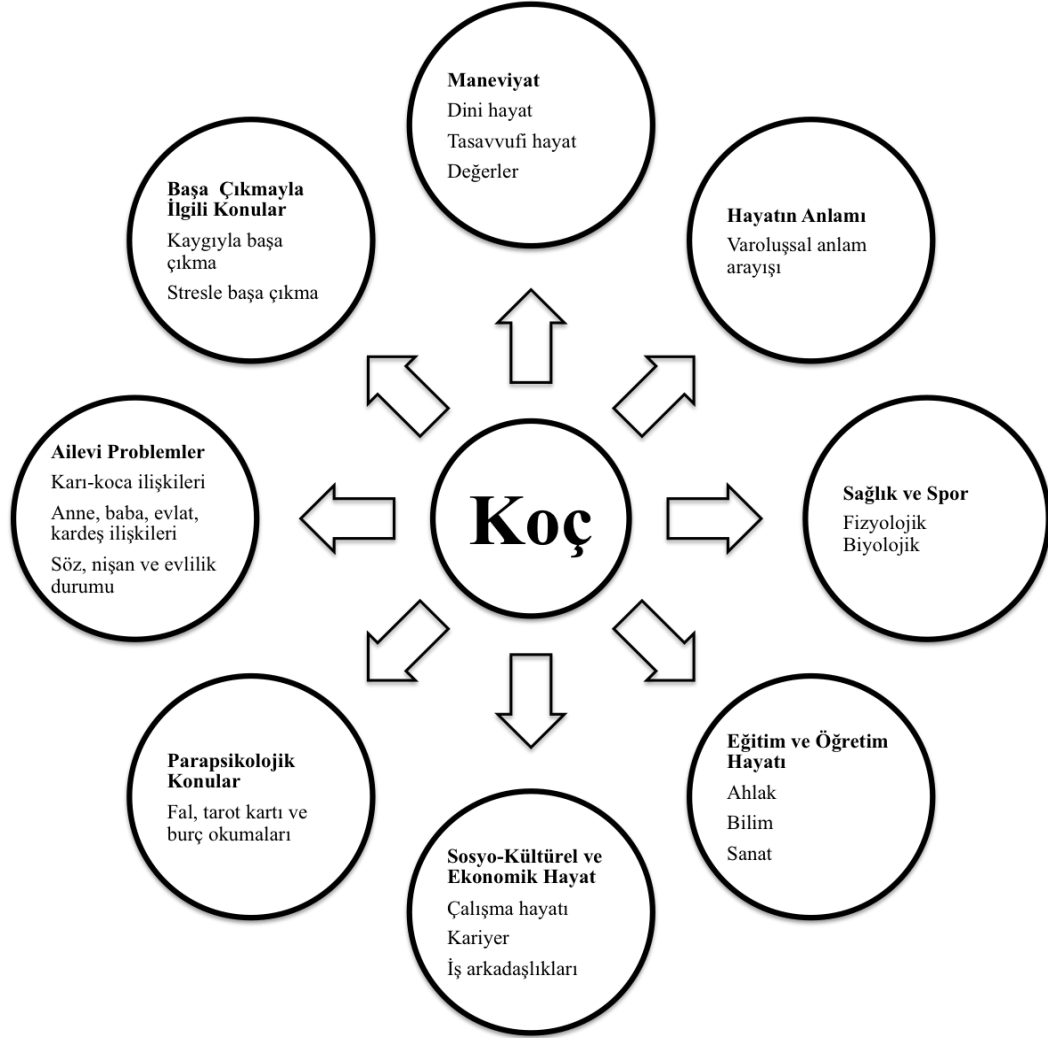 Maneviyat
Dini hayat
Tasavvufi hayat
Değerler
Başa Çıkmayla
İlgili Konular
Kaygıyla başa
çıkma
Stresle başa çıkma
Hayatın Anlamı
Varoluşsal anlam
arayışı
Ailevi Problemler
Karı-koca ilişkileri
Anne, baba, evlat,
kardeş ilişkileri
Söz, nişan ve evlilik
durumu
Koç
Sağlık ve Spor
Fizyolojik
Biyolojik
Parapsikolojik
Konular
Fal, tarot kartı ve
burç okumaları
Eğitim ve Öğretim
Hayatı
Ahlak
Bilim
Sanat
Sosyo-Kültürel ve
Ekonomik Hayat
Çalışma hayatı
Kariyer
İş arkadaşlıkları